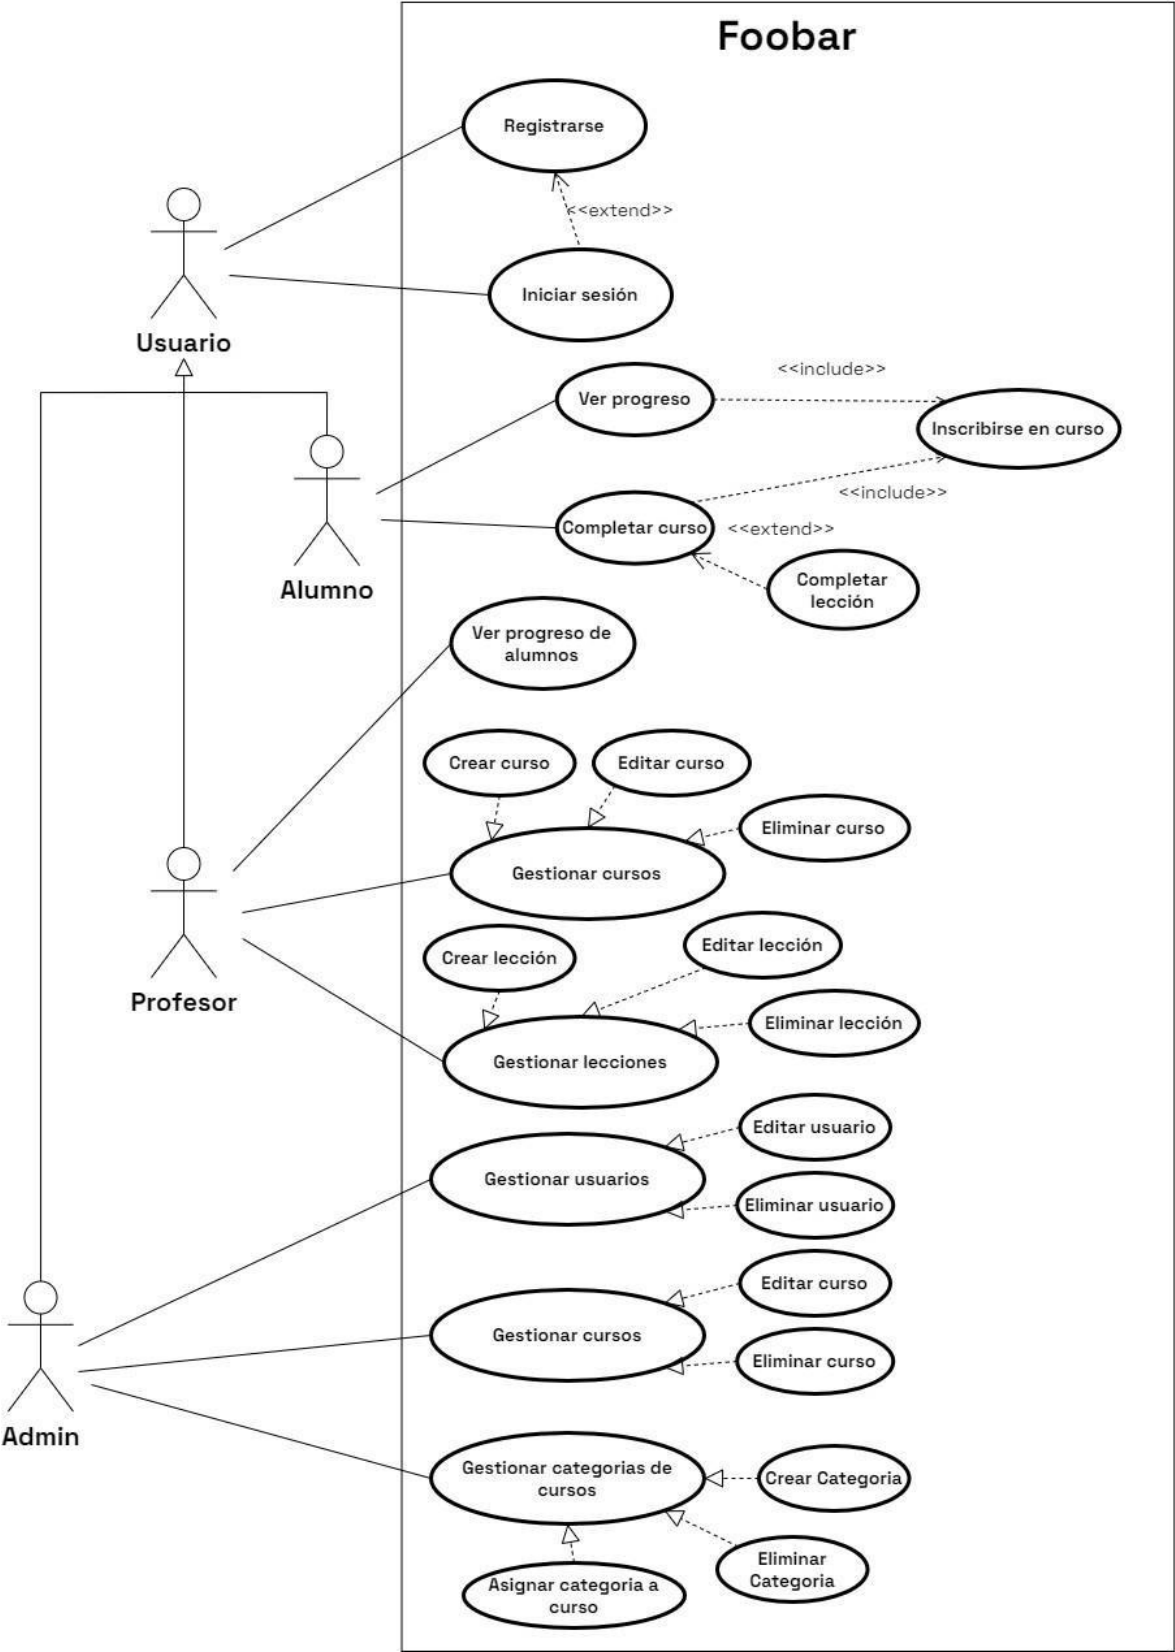 Foobar
Registrarse
<<extend>>
Iniciar sesión
Usuario
Ver progreso
<<include>>
Inscribirse en curso
<<include>>
Completar curso
<<extend>>
Completar
lección
Alumno
Ver progreso de
alumnos
Crear curso
Editar curso
Eliminar curso
Gestionar cursos
Crear lección
Editar lección
Eliminar lección
Profesor
Gestionar lecciones
Editar usuario
Gestionar usuarios
Eliminar usuario
Editar curso
Gestionar cursos
Eliminar curso
Admin
Gestionar categorias de
cursos
Crear Categoria
Eliminar
Categoria
Asignar categoria a
curso